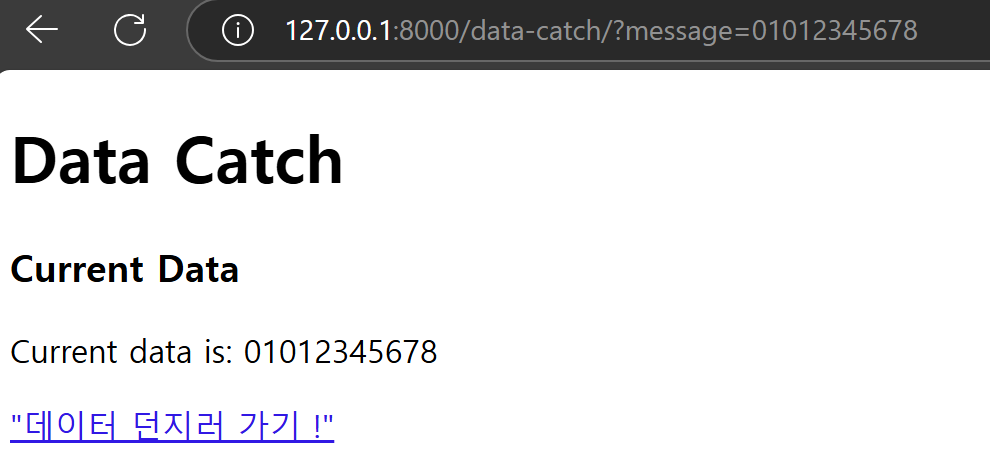 127.0.0.1:8000/data-catch/?message=01012345678
Data Catch
Current Data
Current data is: 01012345678
"데이터 던지러 가기 !"